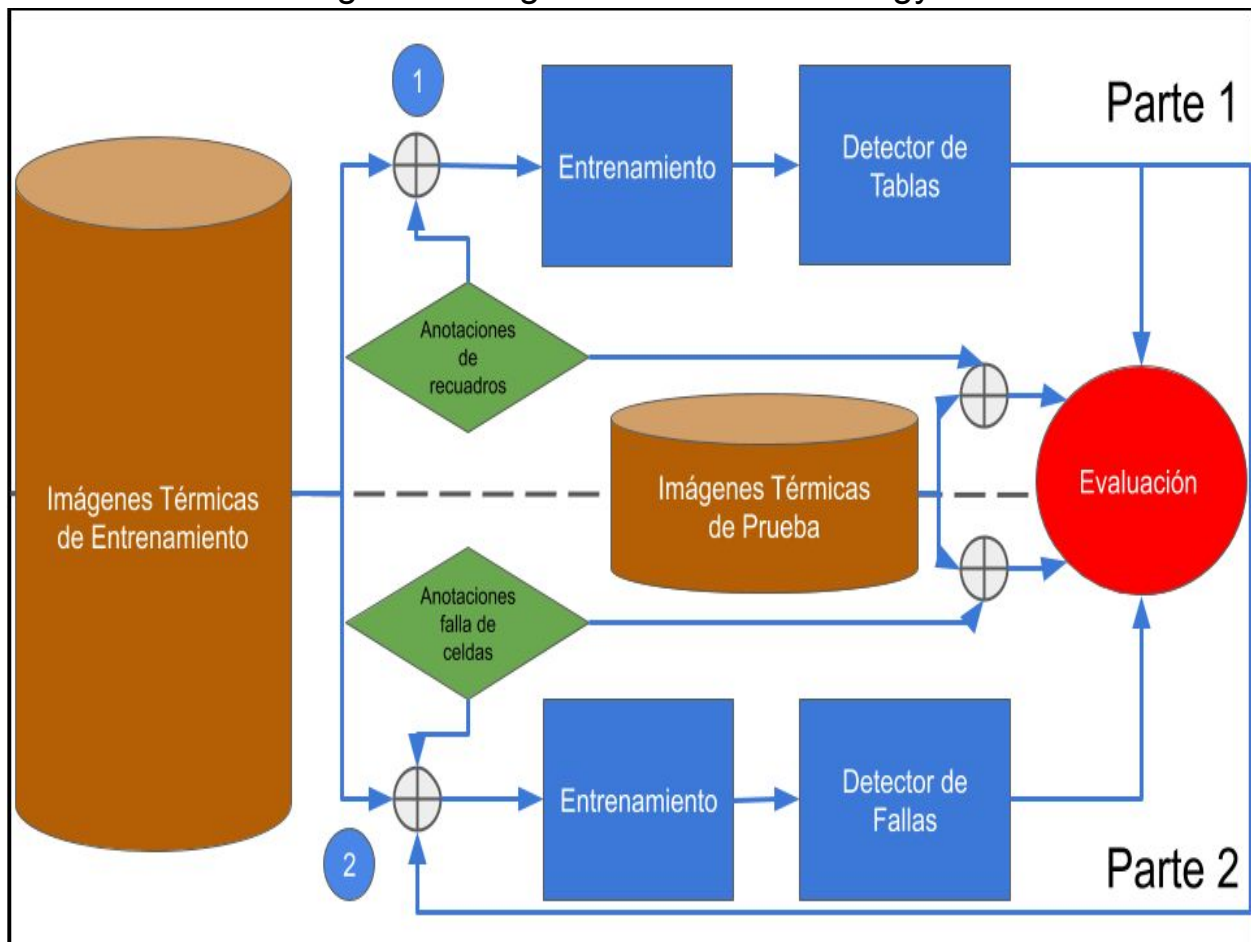 1
Parte 1
Entrenamiento
Detector de
Tablas
Anotaciones
de
recuadros
Imágenes Térmicas
de Entrenamiento
Imágenes Térmicas
de Prueba
Evaluación
Anotaciones
falla de
celdas
Entrenamiento
Detector de
Fallas
2
Parte 2